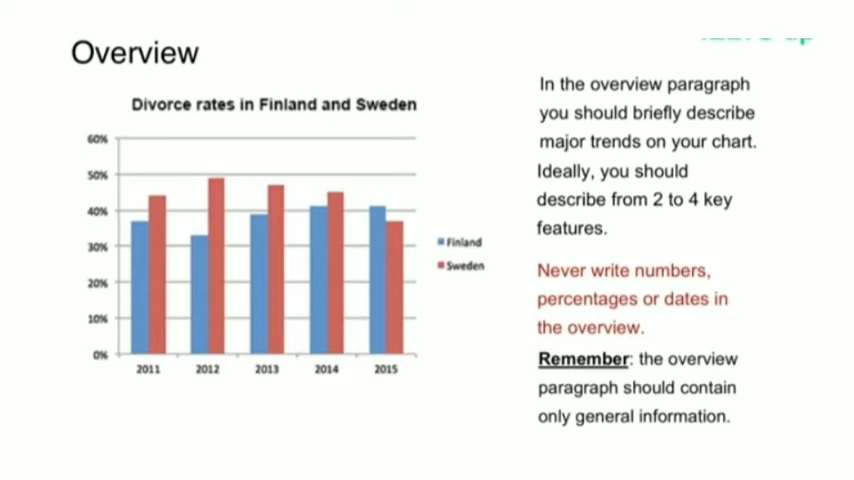 Overview
Divorce rates in Finland and Sweden
60%
50%
40%
30%
20%
10%
0%
2011 2012 2013 2014 2015
Finland
Sweden
In the overview paragraph
you should briefly describe
major trends on your chart.
Ideally, you should
describe from 2 to 4 key
features.
Never write numbers,
percentages or dates in
the overview.
Remember: the overview
paragraph should contain
only general information.